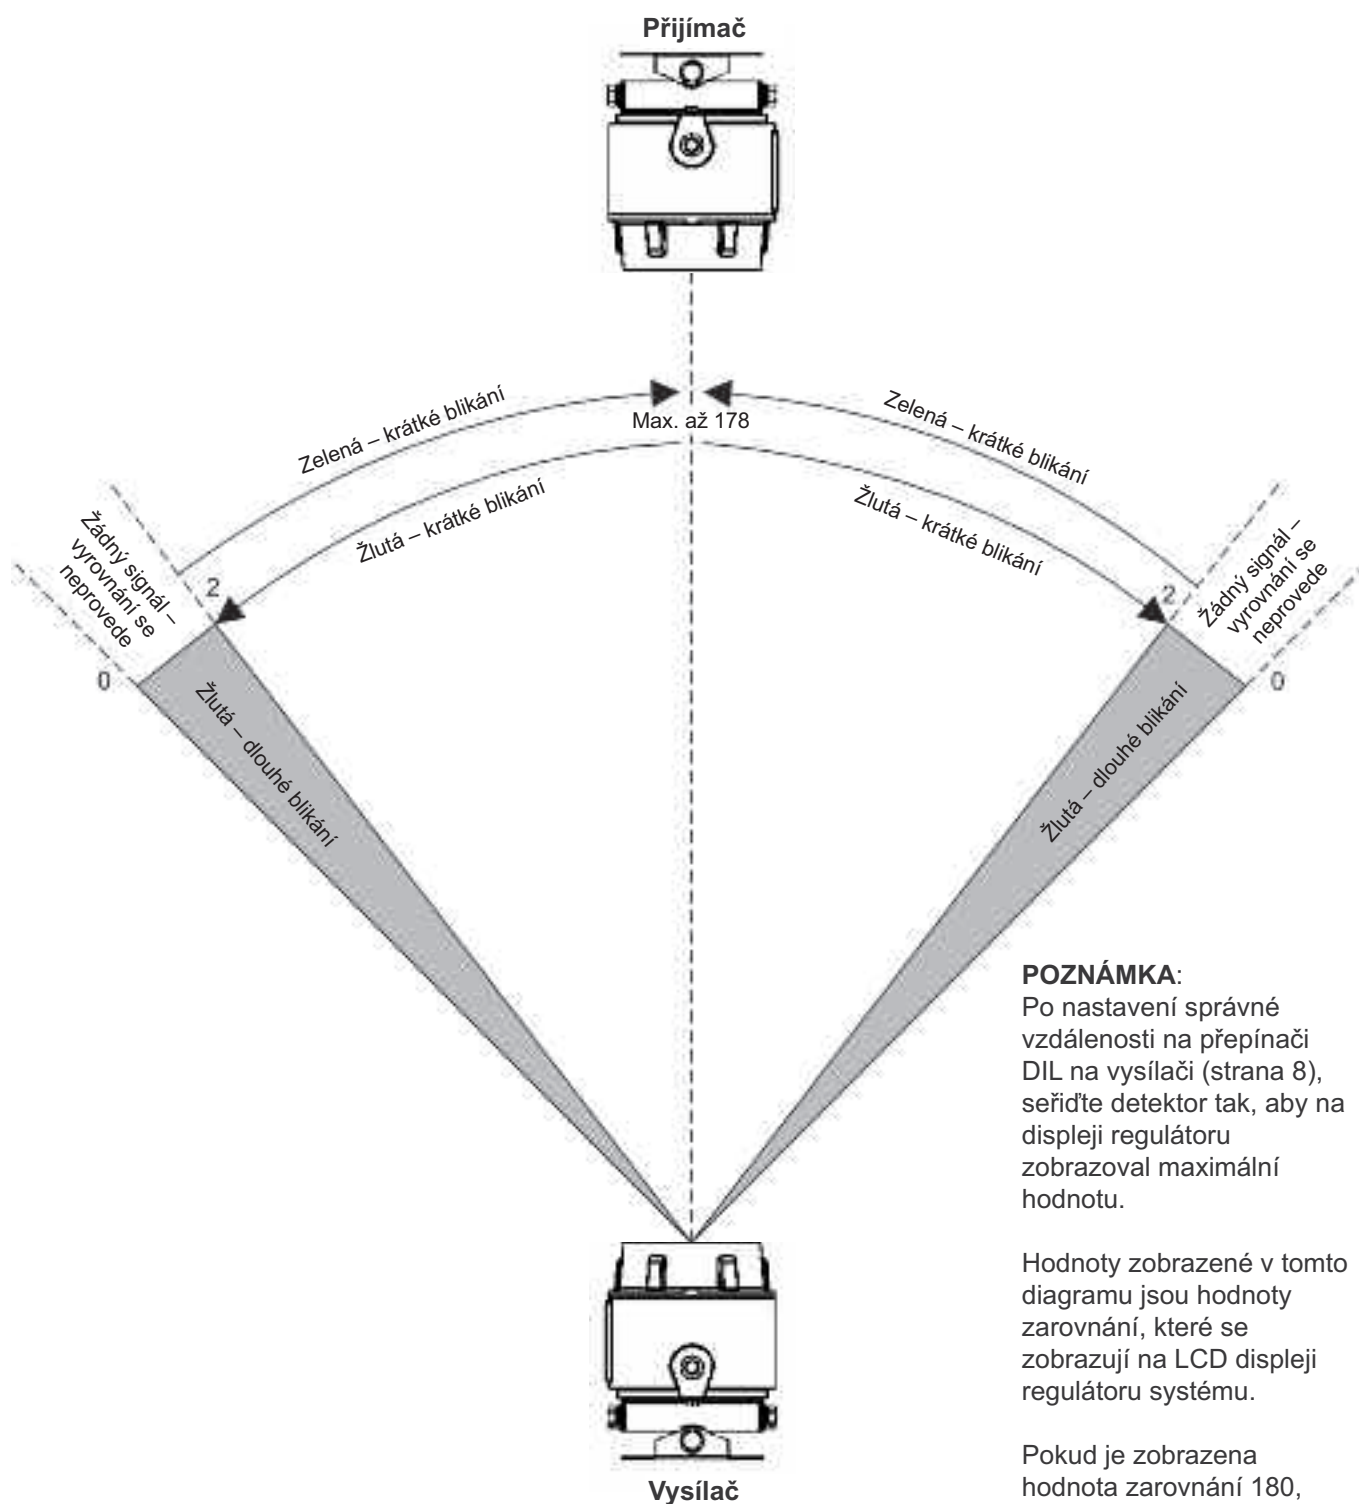 Přijímač
Zelená – krátké blikání
Zelená – krátké blikání
Max. až 178
Žlutá – krátké blikání
Žlutá – krátké blikání
Žádný signál –
vyrovnání se
neprovede
Žádný signál –
vyrovnání se
neprovede
2
2
0
0
Žlutá – dlouhé blikání
Žlutá – dlouhé blikání
POZNÁMKA:
Po nastavení správné
vzdálenosti na přepínači
DIL na vysílači (strana 8),
seřiďte detektor tak, aby na
displeji regulátoru
zobrazoval maximální
hodnotu.
Hodnoty zobrazené v tomto
diagramu jsou hodnoty
zarovnání, které se
zobrazují na LCD displeji
regulátoru systému.
Pokud je zobrazena
hodnota zarovnání 180,
Vysílač